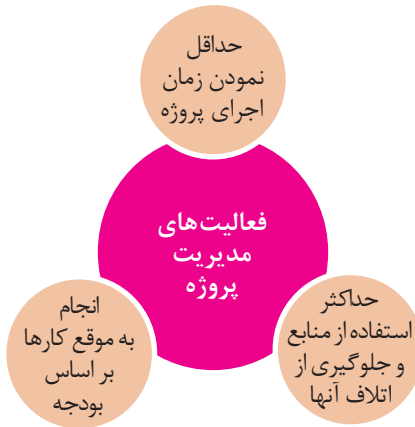 حداقل
نمودن زمان
اجرای پروژه
فعالیت‌های
مدیریت
پروژه
حداکثر
استفاده از منابع
و جلوگیری از
اتلاف آنها
انجام
به موقع کارها
بر اساس
بودجه